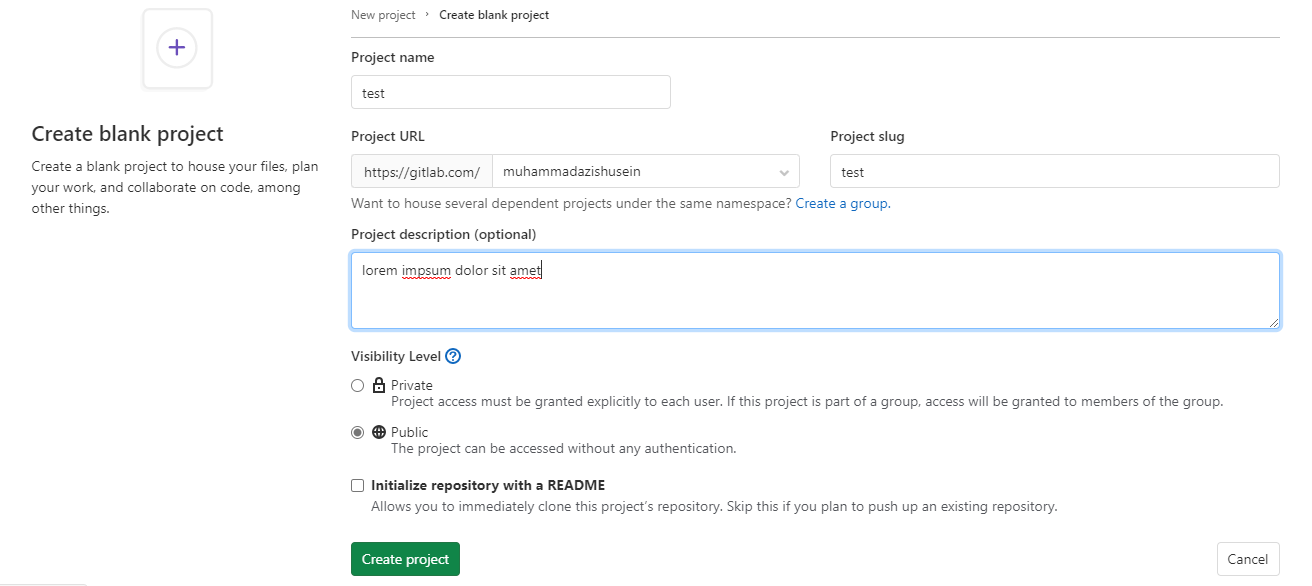 New project › Create blank project
Create blank project
Create a blank project to house your files, plan
your work, and collaborate on code, among
other things.
Project name
test
Project URL
https://gitlab.com/ muhammadazishusein
Project slug
test
Want to house several dependent projects under the same namespace? Create a group.
Project description (optional)
lorem impsum dolor sit amet
Visibility Level
Private
Project access must be granted explicitly to each user. If this project is part of a group, access will be granted to members of the group.
Public
The project can be accessed without any authentication.
Initialize repository with a README
Allows you to immediately clone this project’s repository. Skip this if you plan to push up an existing repository.
Create project
Cancel